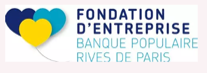 FONDATION
D'ENTREPRISE
BANQUE POPULAIRE
RIVES DE PARIS